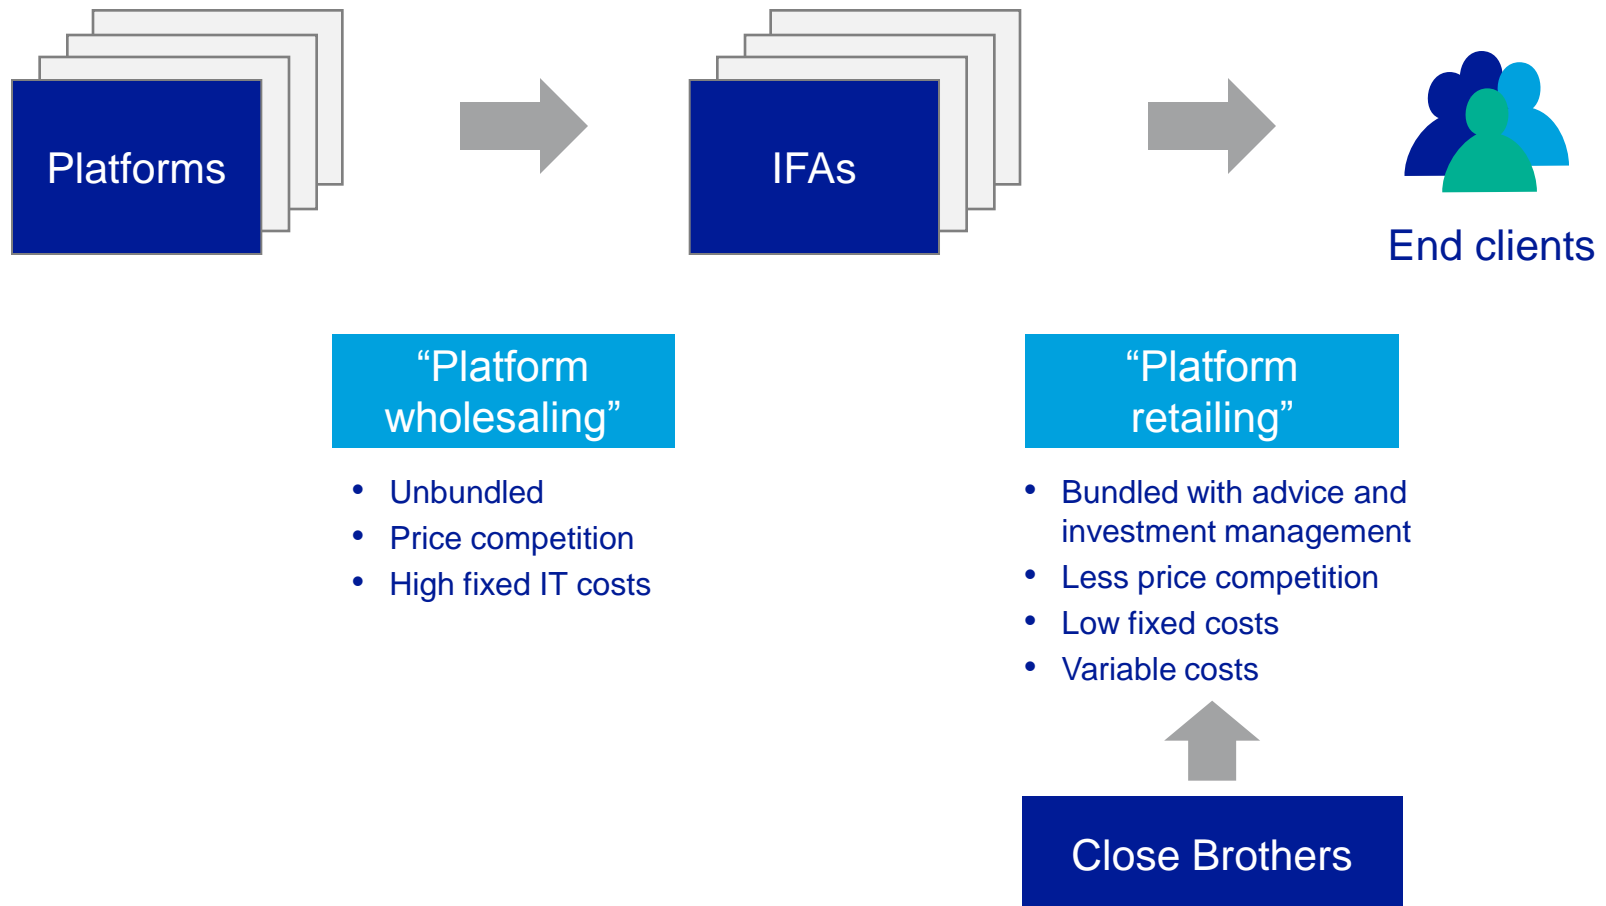 Platforms
IFAs
End clients
“Platform
wholesaling”
• Unbundled
• Price competition
• High fixed IT costs
“Platform
retailing”
• Bundled with advice and
investment management
• Less price competition
• Low fixed costs
• Variable costs
Close Brothers